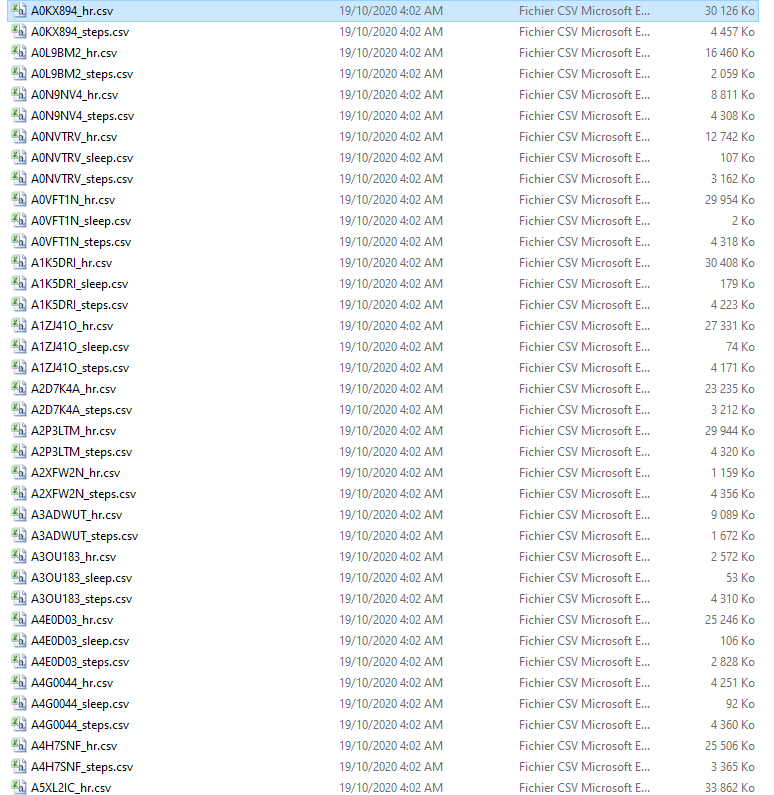 A0KX894_hr.csv 19/10/2020 4:02 AM Fichier CSV Microsoft E... 30 126 Ko
A0KX894_steps.csv 19/10/2020 4:02 AM Fichier CSV Microsoft E... 4 457 Ko
A0L9BM2_hr.csv 19/10/2020 4:02 AM Fichier CSV Microsoft E... 16 460 Ko
A0L9BM2_steps.csv 19/10/2020 4:02 AM Fichier CSV Microsoft E... 2 059 Ko
A0N9NV4_hr.csv 19/10/2020 4:02 AM Fichier CSV Microsoft E... 8 811 Ko
A0N9NV4_steps.csv 19/10/2020 4:02 AM Fichier CSV Microsoft E... 4 308 Ko
A0NVTRV_hr.csv 19/10/2020 4:02 AM Fichier CSV Microsoft E... 12 742 Ko
A0NVTRV_sleep.csv 19/10/2020 4:02 AM Fichier CSV Microsoft E... 107 Ko
A0NVTRV_steps.csv 19/10/2020 4:02 AM Fichier CSV Microsoft E... 3 162 Ko
A0VFT1N_hr.csv 19/10/2020 4:02 AM Fichier CSV Microsoft E... 29 954 Ko
A0VFT1N_sleep.csv 19/10/2020 4:02 AM Fichier CSV Microsoft E... 2 Ko
A0VFT1N_steps.csv 19/10/2020 4:02 AM Fichier CSV Microsoft E... 4 318 Ko
A1K5DRI_hr.csv 19/10/2020 4:02 AM Fichier CSV Microsoft E... 30 408 Ko
A1K5DRI_sleep.csv 19/10/2020 4:02 AM Fichier CSV Microsoft E... 179 Ko
A1K5DRI_steps.csv 19/10/2020 4:02 AM Fichier CSV Microsoft E... 4 223 Ko
A1ZJ41O_hr.csv 19/10/2020 4:02 AM Fichier CSV Microsoft E... 27 331 Ko
A1ZJ41O_sleep.csv 19/10/2020 4:02 AM Fichier CSV Microsoft E... 74 Ko
A1ZJ41O_steps.csv 19/10/2020 4:02 AM Fichier CSV Microsoft E... 4 171 Ko
A2D7K4A_hr.csv 19/10/2020 4:02 AM Fichier CSV Microsoft E... 23 235 Ko
A2D7K4A_steps.csv 19/10/2020 4:02 AM Fichier CSV Microsoft E... 3 212 Ko
A2P3LTM_hr.csv 19/10/2020 4:02 AM Fichier CSV Microsoft E... 29 944 Ko
A2P3LTM_steps.csv 19/10/2020 4:02 AM Fichier CSV Microsoft E... 4 320 Ko
A2XFW2N_hr.csv 19/10/2020 4:02 AM Fichier CSV Microsoft E... 1 159 Ko
A2XFW2N_steps.csv 19/10/2020 4:02 AM Fichier CSV Microsoft E... 4 356 Ko
A3ADWUT_hr.csv 19/10/2020 4:02 AM Fichier CSV Microsoft E... 9 089 Ko
A3ADWUT_steps.csv 19/10/2020 4:02 AM Fichier CSV Microsoft E... 1 672 Ko
A3OU183_hr.csv 19/10/2020 4:02 AM Fichier CSV Microsoft E... 2 572 Ko
A3OU183_sleep.csv 19/10/2020 4:02 AM Fichier CSV Microsoft E... 53 Ko
A3OU183_steps.csv 19/10/2020 4:02 AM Fichier CSV Microsoft E... 4 310 Ko
A4E0D03_hr.csv 19/10/2020 4:02 AM Fichier CSV Microsoft E... 25 246 Ko
A4E0D03_sleep.csv 19/10/2020 4:02 AM Fichier CSV Microsoft E... 106 Ko
A4E0D03_steps.csv 19/10/2020 4:02 AM Fichier CSV Microsoft E... 2 828 Ko
A4G0044_hr.csv 19/10/2020 4:02 AM Fichier CSV Microsoft E... 4 251 Ko
A4G0044_sleep.csv 19/10/2020 4:02 AM Fichier CSV Microsoft E... 92 Ko
A4G0044_steps.csv 19/10/2020 4:02 AM Fichier CSV Microsoft E... 4 360 Ko
A4H7SNF_hr.csv 19/10/2020 4:02 AM Fichier CSV Microsoft E... 25 506 Ko
A4H7SNF_steps.csv 19/10/2020 4:02 AM Fichier CSV Microsoft E... 3 365 Ko
A5XL2IC_hr.csv 19/10/2020 4:02 AM Fichier CSV Microsoft E... 33 862 Ko